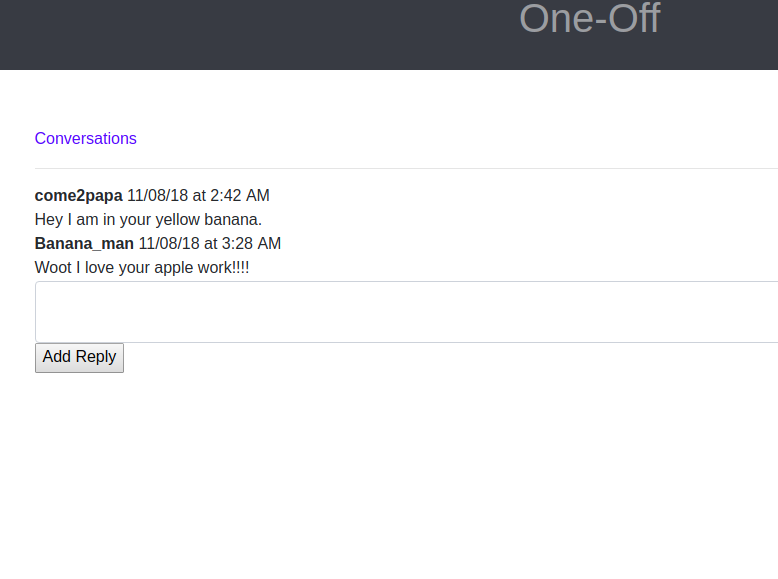 One-Off
Conversations
come2papa 11/08/18 at 2:42 AM
Hey I am in your yellow banana.
Banana_man 11/08/18 at 3:28 AM
Woot I love your apple work!!!!
Add Reply